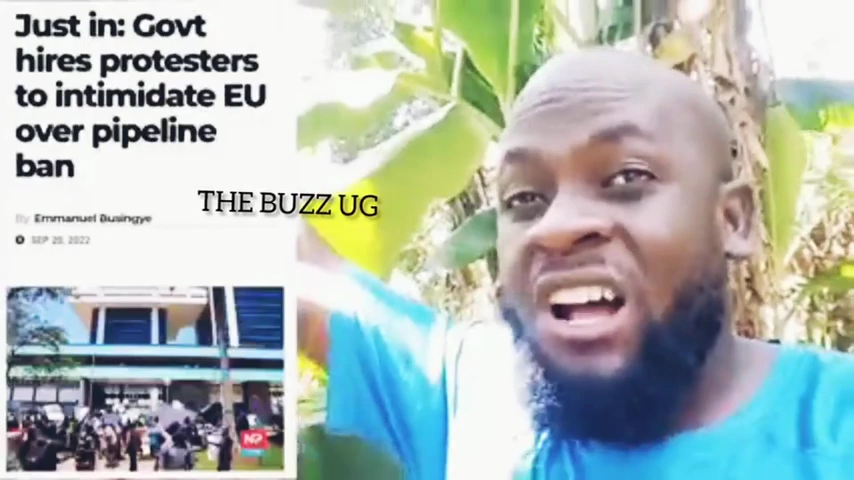 Just in: Govt
hires protesters
to intimidate EU
over pipeline
ban
By Emmanuel Busingye
SEP 20, 2022
THE BUZZ UG
NP